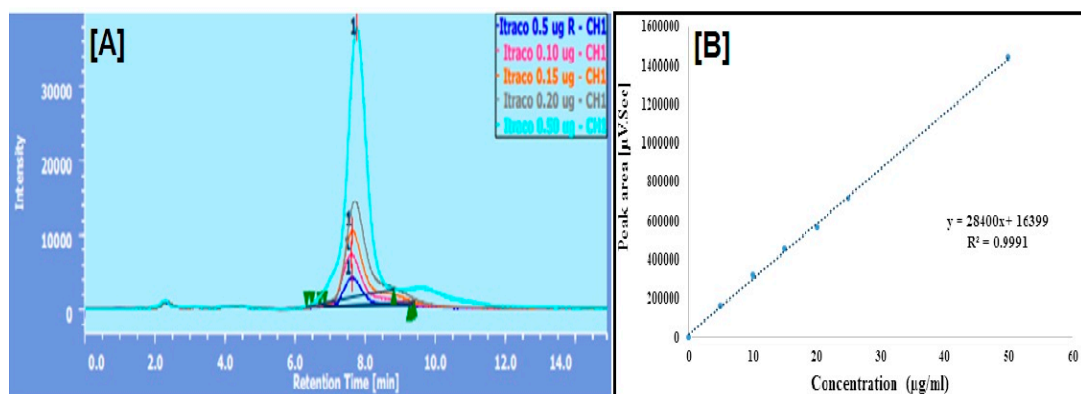 [A]
Itraco 0.5 ug R - CH1
Itraco 0.10 ug - CH1
Itraco 0.15 ug - CH1
Itraco 0.20 ug - CH1
Itraco 0.50 ug - CH1
1
1
1
Intensity
30000
20000
10000
0
0.0 2.0 4.0 6.0 8.0 10.0 12.0 14.0
Retention Time [min]
[B]
Peak area [µV.Sec]
1600000
1400000
1200000
1000000
800000
600000
400000
200000
0
y = 28400x+ 16399
R² = 0.9991
0 10 20 30 40 50 60
Concentration (µg/ml)